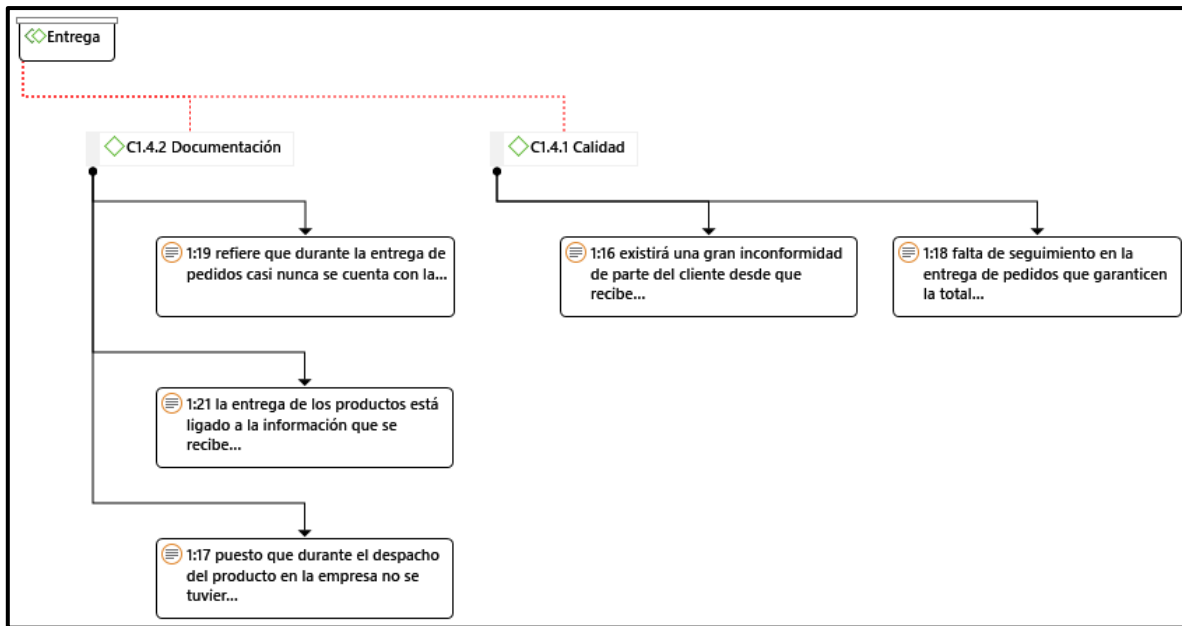 Entrega
C1.4.2 Documentación
C1.4.1 Calidad
1:19 refiere que durante la entrega de
pedidos casi nunca se cuenta con la...
1:16 existirá una gran inconformidad
de parte del cliente desde que
recibe...
1:18 falta de seguimiento en la
entrega de pedidos que garanticen
la total...
1:21 la entrega de los productos está
ligado a la información que se
recibe...
1:17 puesto que durante el despacho
del producto en la empresa no se
tuvier...